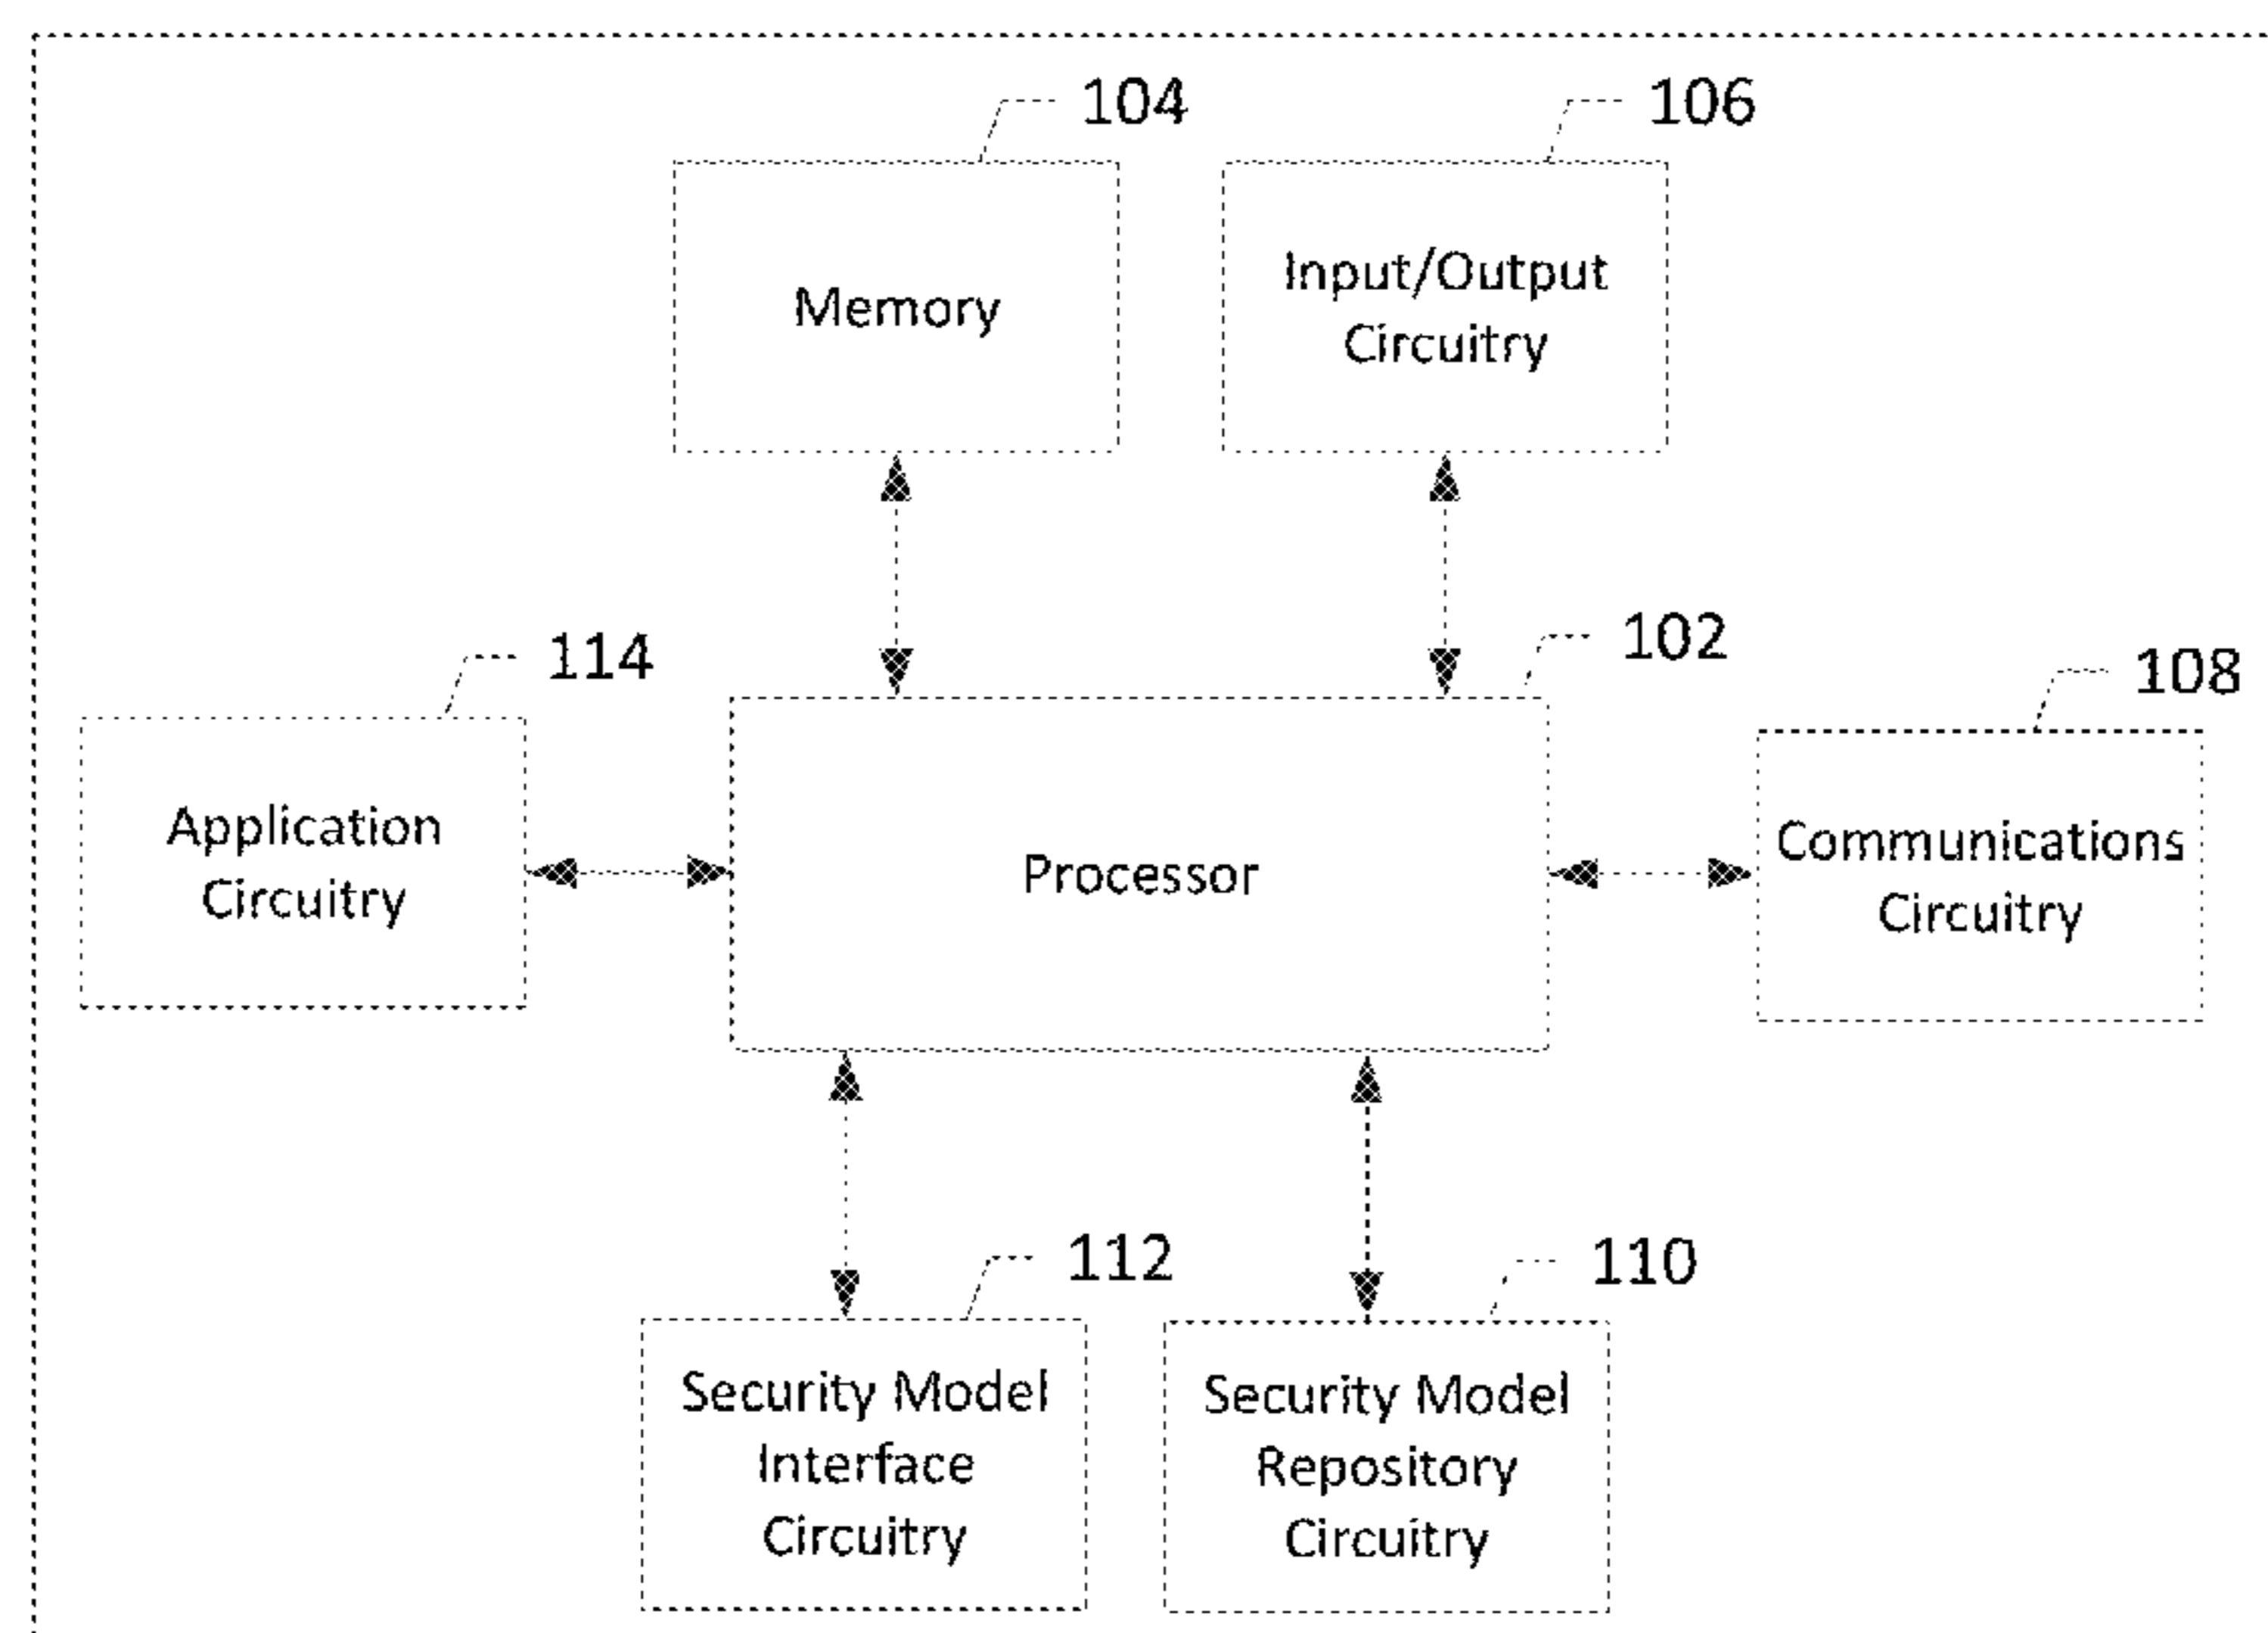 104
106
Memory
Input/Output
Circuitry
102
114
108
Application
Circuitry
Processor
Communications
Circuitry
112
110
Security Model
Interface
Circuitry
Security Model
Repository
Circuitry